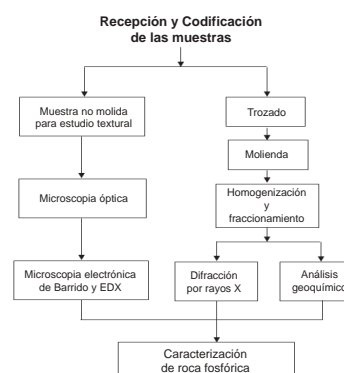 Recepción y Codificación
de las muestras
Muestra no molida
para estudio textural
Trozado
Molienda
Microscopia óptica
Homogenización
y
fraccionamiento
Microscopia electrónica
de Barrido y EDX
Difracción
por rayos X
Análisis
geoquímico
Caracterización
de roca fosfórica